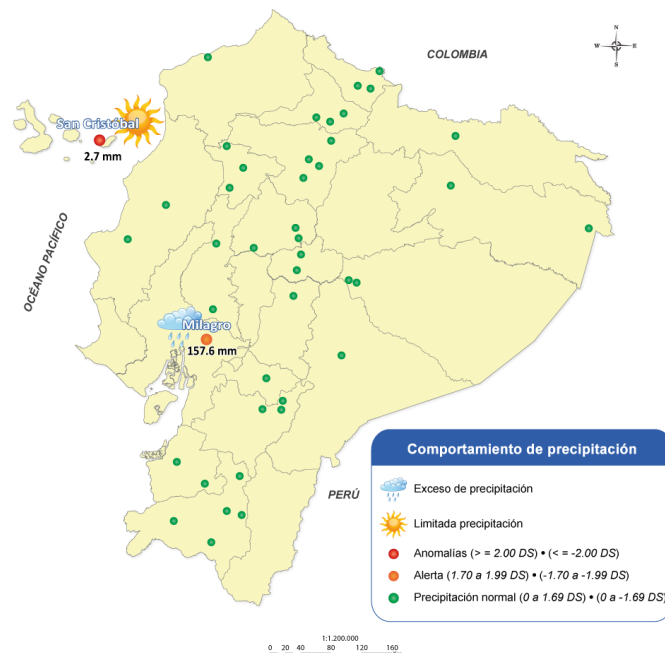 N
W E
S
COLOMBIA
San Cristóbal
2.7 mm
OCÉANO PACÍFICO
Milagro
157.6 mm
PERÚ
Comportamiento de precipitación
Exceso de precipitación
Limitada precipitación
Anomalías (> = 2.00 DS) • (< = -2.00 DS)
Alerta (1.70 a 1.99 DS) • (-1.70 a -1.99 DS)
Precipitación normal (0 a 1.69 DS) • (0 a -1.69 DS)
1:1.200.000
0 20 40 80 120 160